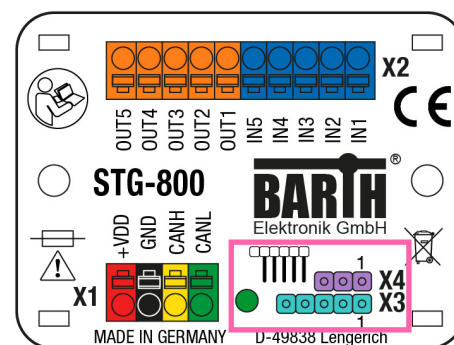 X2
OUT5 OUT4 OUT3 OUT2 OUT1 IN5 IN4 IN3 IN2 IN1
CE
STG-800
BARTH®
Elektronik GmbH
+VDD GND CANH CANL
X1
1
X4
X3
1
MADE IN GERMANY D-49838 Lengerich